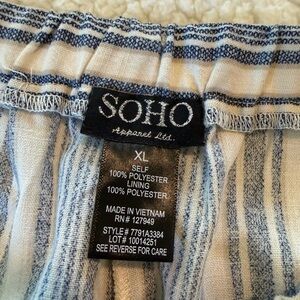 SOHO
Apparel Ltd.
XL
SELF
100% POLYESTER
LINING
100% POLYESTER
MADE IN VIETNAM
RN # 127949
STYLE # 7791A3384
LOT # 10014251
SEE REVERSE FOR CARE